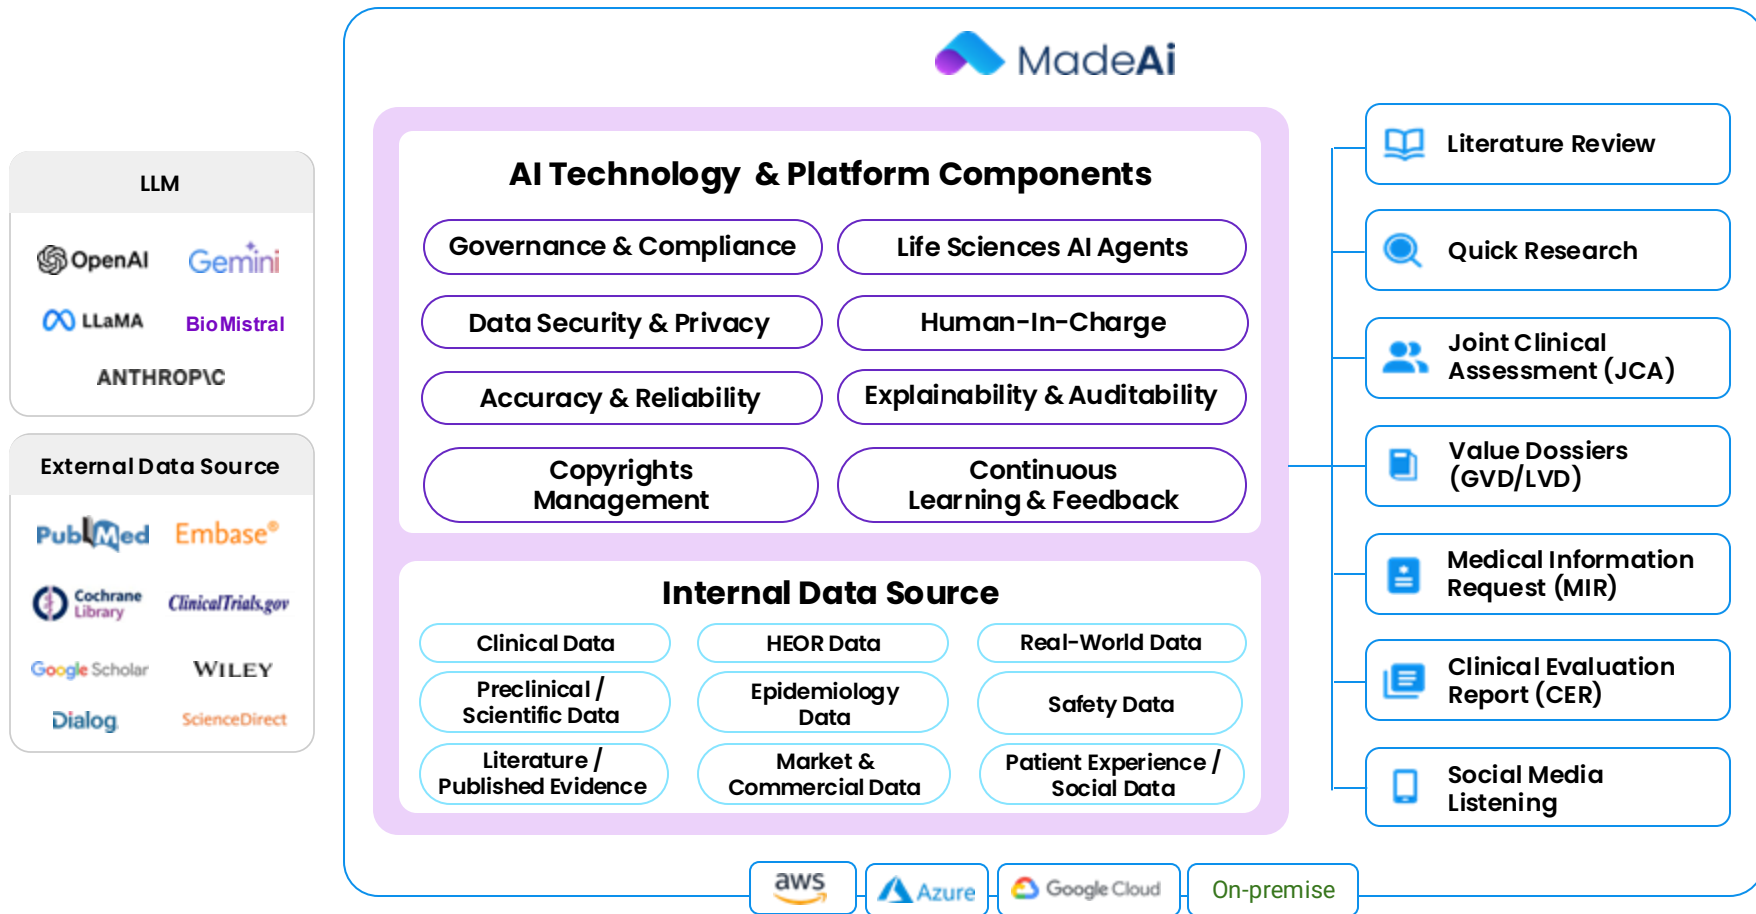 MadeAi
LLM
OpenAI
Gemini
LLaMA
BioMistral
ANTHROP\C
External Data Source
PubMed
Embase®
Cochrane
Library
ClinicalTrials.gov
Google Scholar
WILEY
Dialog
ScienceDirect
AI Technology & Platform Components
Governance & Compliance
Life Sciences AI Agents
Data Security & Privacy
Human-In-Charge
Accuracy & Reliability
Explainability & Auditability
Copyrights
Management
Continuous
Learning & Feedback
Internal Data Source
Clinical Data
HEOR Data
Real-World Data
Preclinical /
Scientific Data
Epidemiology
Data
Safety Data
Literature /
Published Evidence
Market &
Commercial Data
Patient Experience /
Social Data
Literature Review
Quick Research
Joint Clinical
Assessment (JCA)
Value Dossiers
(GVD/LVD)
Medical Information
Request (MIR)
Clinical Evaluation
Report (CER)
Social Media
Listening
aws
Azure
Google Cloud
On-premise